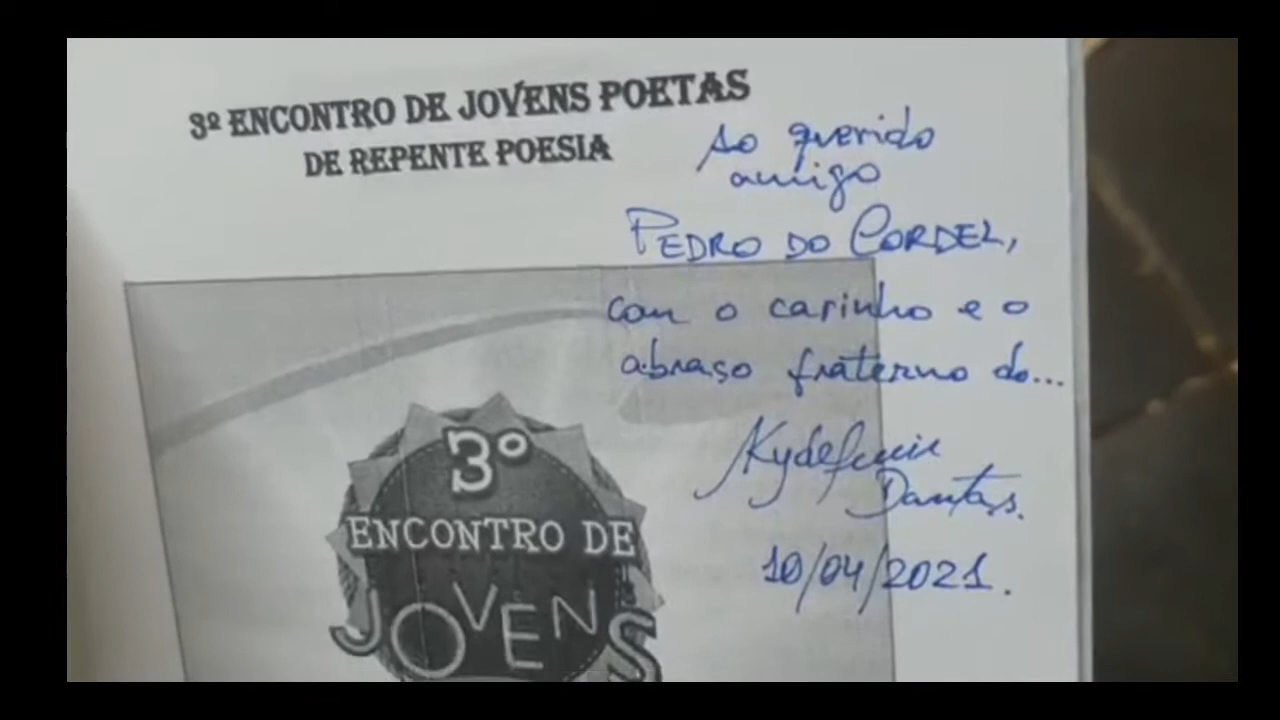 3º ENCONTRO DE JOVENS POETAS
DE REPENTE POESIA
Ao querido
amigo
PEDRO DO CORDEL,
com o carinho e o
abraço fraterno do...
Kydelmir
Dantas.
10/04/2021.
3º
ENCONTRO DE
JOVENS